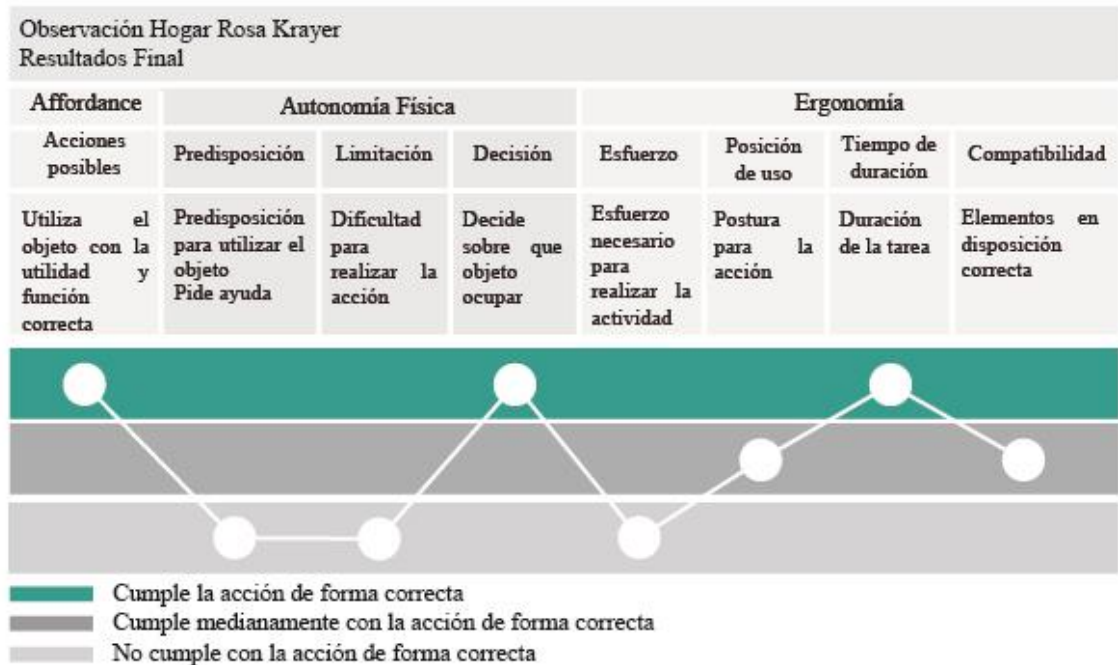 Observación Hogar Rosa Krayer
Resultados Final
Affordance
Autonomía Física
Ergonomía
Acciones
posibles
Predisposición
Limitación
Decisión
Esfuerzo
Posición
de uso
Tiempo de
duración
Compatibilidad
Utiliza el
objeto con la
utilidad y
función
correcta
Predisposición
para utilizar el
objeto
Pide ayuda
Dificultad
para
realizar la
acción
Decide
sobre que
objeto
ocupar
Esfuerzo
necesario
para
realizar la
actividad
Postura
para la
acción
Duración
de la tarea
Elementos en
disposición
correcta
Cumple la acción de forma correcta
Cumple medianamente con la acción de forma correcta
No cumple con la acción de forma correcta